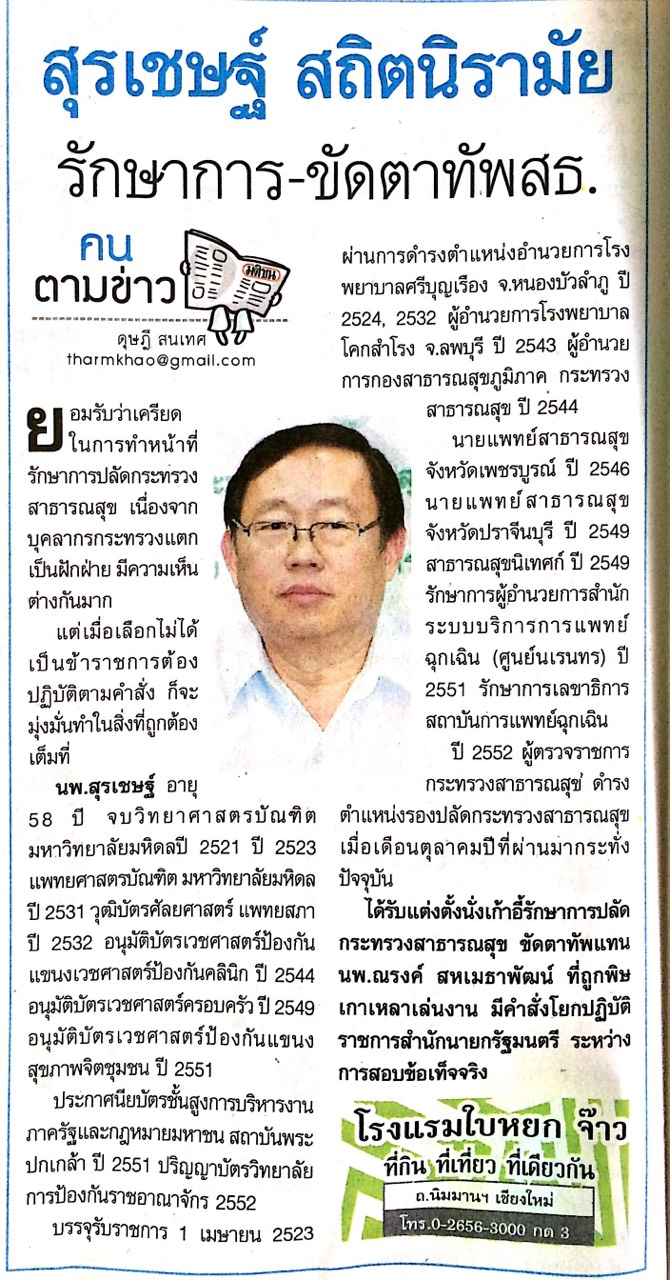 สุรเชษฐ์ สถิตนิรามัย
รักษาการ-ขัดตาทัพสธ.
คน
ตามข่าว
มติชน
ดุษฎี สนเทศ
tharmkhao@gmail.com
ยอมรับว่าเครียด
ในการทำหน้าที่
รักษาการปลัดกระทรวง
สาธารณสุข เนื่องจาก
บุคลากรกระทรวงแตก
เป็นฝักฝ่าย มีความเห็น
ต่างกันมาก
แต่เมื่อเลือกไม่ได้
เป็นข้าราชการต้อง
ปฏิบัติตามคำสั่ง ก็จะ
มุ่งมั่นทำในสิ่งที่ถูกต้อง
เต็มที่
นพ.สุรเชษฐ์ อายุ
58 ปี จบวิทยาศาสตรบัณฑิต
มหาวิทยาลัยมหิดลปี 2521 ปี 2523
แพทยศาสตรบัณฑิต มหาวิทยาลัยมหิดล
ปี 2531 วุฒิบัตรศัลยศาสตร์ แพทยสภา
ปี 2532 อนุมัติบัตรเวชศาสตร์ป้องกัน
แขนงเวชศาสตร์ป้องกันคลินิก ปี 2544
อนุมัติบัตรเวชศาสตร์ครอบครัว ปี 2549
อนุมัติบัตรเวชศาสตร์ป้องกันแขนง
สุขภาพจิตชุมชน ปี 2551
ประกาศนียบัตรชั้นสูงการบริหารงาน
ภาครัฐและกฎหมายมหาชน สถาบันพระ
ปกเกล้า ปี 2551 ปริญญาบัตรวิทยาลัย
การป้องกันราชอาณาจักร 2552
บรรจุรับราชการ 1 เมษายน 2523
ผ่านการดำรงตำแหน่งอำนวยการโรง
พยาบาลศรีบุญเรือง จ.หนองบัวลำภู ปี
2524, 2532 ผู้อำนวยการโรงพยาบาล
โคกสำโรง จ.ลพบุรี ปี 2543 ผู้อำนวย
การกองสาธารณสุขภูมิภาค กระทรวง
สาธารณสุข ปี 2544
นายแพทย์สาธารณสุข
จังหวัดเพชรบูรณ์ ปี 2546
นายแพทย์สาธารณสุข
จังหวัดปราจีนบุรี ปี 2549
สาธารณสุขนิเทศก์ ปี 2549
รักษาการผู้อำนวยการสำนัก
ระบบบริการการแพทย์
ฉุกเฉิน (ศูนย์นเรนทร) ปี
2551 รักษาการเลขาธิการ
สถาบันการแพทย์ฉุกเฉิน
ปี 2552 ผู้ตรวจราชการ
กระทรวงสาธารณสุข ดำรง
ตำแหน่งรองปลัดกระทรวงสาธารณสุข
เมื่อเดือนตุลาคมปีที่ผ่านมากระทั่ง
ปัจจุบัน
ได้รับแต่งตั้งนั่งเก้าอี้รักษาการปลัด
กระทรวงสาธารณสุข ขัดตาทัพแทน
นพ.ณรงค์ สหเมธาพัฒน์ ที่ถูกพิษ
เกาเหลาเล่นงาน มีคำสั่งโยกปฏิบัติ
ราชการสำนักนายกรัฐมนตรี ระหว่าง
การสอบข้อเท็จจริง
โรงแรมใบหยก จ๊าว
ที่กิน ที่เที่ยว ที่เดียวกัน
ถ.นิมมานฯ เชียงใหม่
โทร.0-2656-3000 กด 3